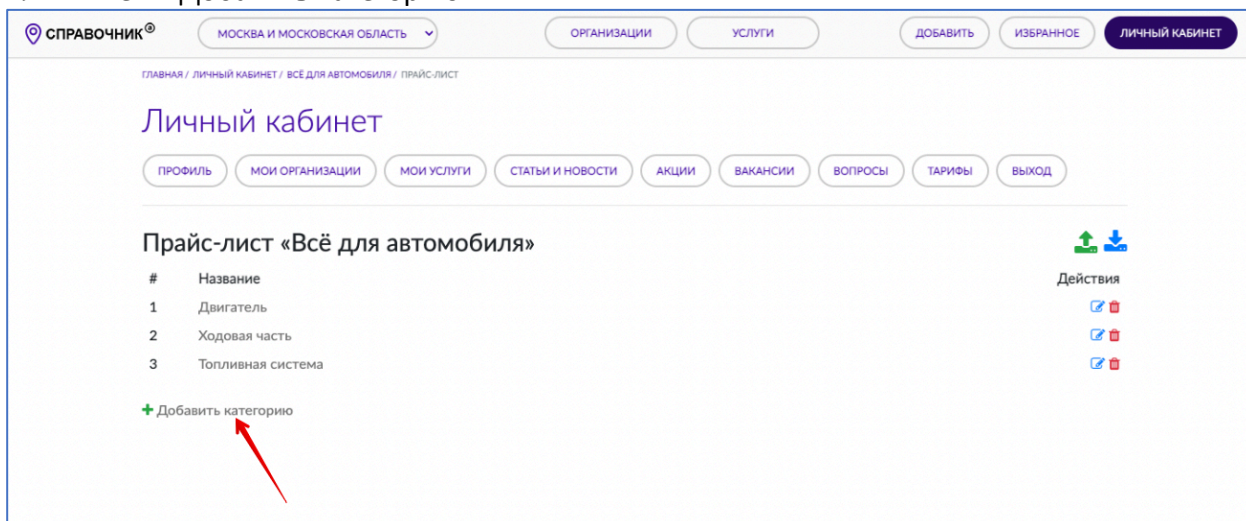 СПРАВОЧНИК®
МОСКВА И МОСКОВСКАЯ ОБЛАСТЬ
ОРГАНИЗАЦИИ
УСЛУГИ
ДОБАВИТЬ
ИЗБРАННОЕ
ЛИЧНЫЙ КАБИНЕТ
ГЛАВНАЯ / ЛИЧНЫЙ КАБИНЕТ / ВСЁ ДЛЯ АВТОМОБИЛЯ / ПРАЙС-ЛИСТ
Личный кабинет
ПРОФИЛЬ
МОИ ОРГАНИЗАЦИИ
МОИ УСЛУГИ
СТАТЬИ И НОВОСТИ
АКЦИИ
ВАКАНСИИ
ВОПРОСЫ
ТАРИФЫ
ВЫХОД
Прайс-лист «Всё для автомобиля»
# Название Действия
1 Двигатель
2 Ходовая часть
3 Топливная система
Добавить категорию